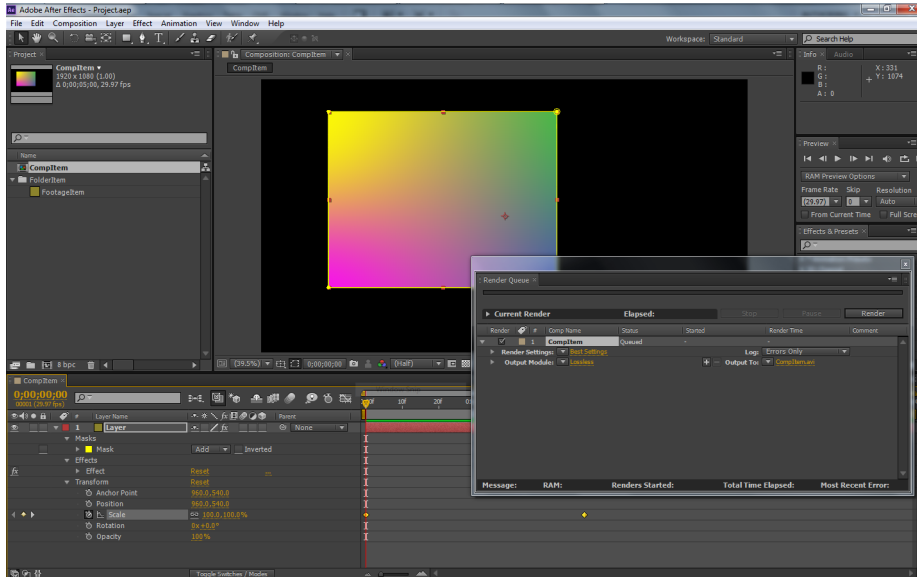 Adobe After Effects - Project.aep
File Edit Composition Layer Effect Animation View Window Help
Workspace: Standard
Search Help
Project
CompItem
1920 x 1080 (1.00)
Δ 0;00;05;00, 29.97 fps
Name
CompItem
FolderItem
FootageItem
8 bpc
Composition: CompItem
CompItem
(39.5%) 0;00;00;00 (Half)
Info Audio
R: X: 331
G: Y: 1074
B:
A: 0
Preview
RAM Preview Options
Frame Rate Skip Resolution
(29.97) 0 Auto
From Current Time Full Scre
Effects & Presets
Render Queue
Current Render Elapsed: Stop Pause Render
Render # Comp Name Status Started Render Time Comment
1 CompItem Queued - -
Render Settings: Best Settings Log: Errors Only
Output Module: Lossless Output To: CompItem.avi
Message: RAM: Renders Started: Total Time Elapsed: Most Recent Error:
CompItem
0;00;00;00
00001 (29.97 fps)
10f 20f
# Layer Name Parent
1 Layer None
Masks
Mask Add Inverted
Effects
fx Effect Reset
Transform Reset
Anchor Point 960.0,540.0
Position 960.0,540.0
Scale 100.0,100.0%
Rotation 0x+0.0°
Opacity 100%
Toggle Switches / Modes